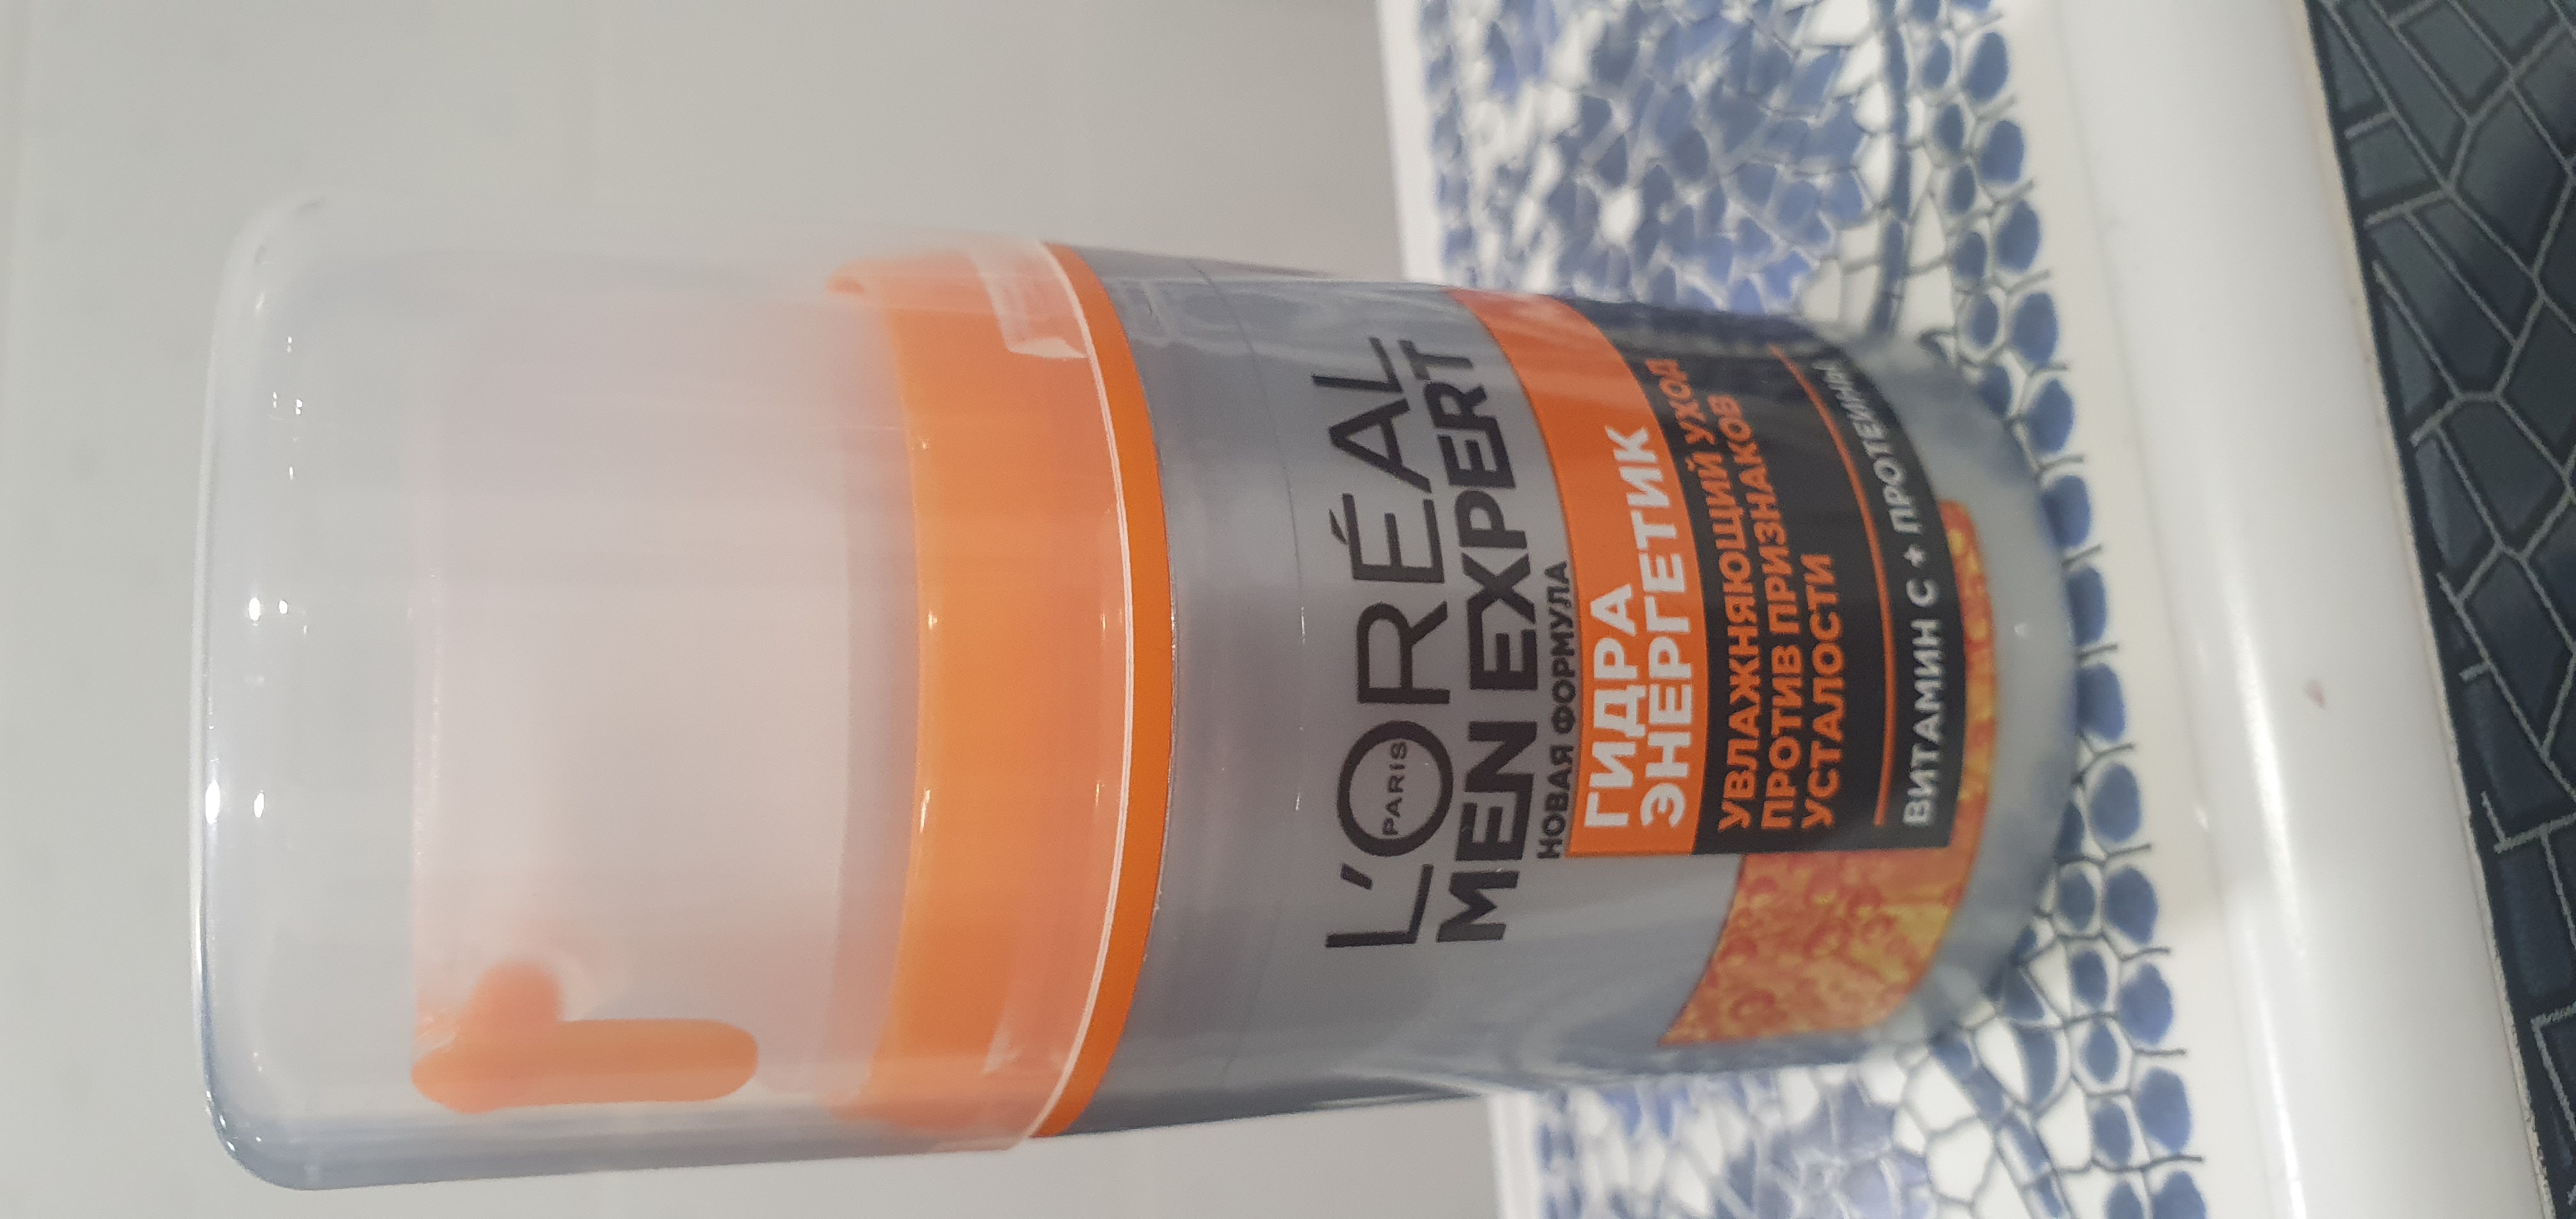 L'ORÉAL
PARIS
MEN EXPERT
НОВАЯ ФОРМУЛА
ГИДРА
ЭНЕРГЕТИК
УВЛАЖНЯЮЩИЙ УХОД
ПРОТИВ ПРИЗНАКОВ
УСТАЛОСТИ
ВИТАМИН С + ПРОТЕИНЫ